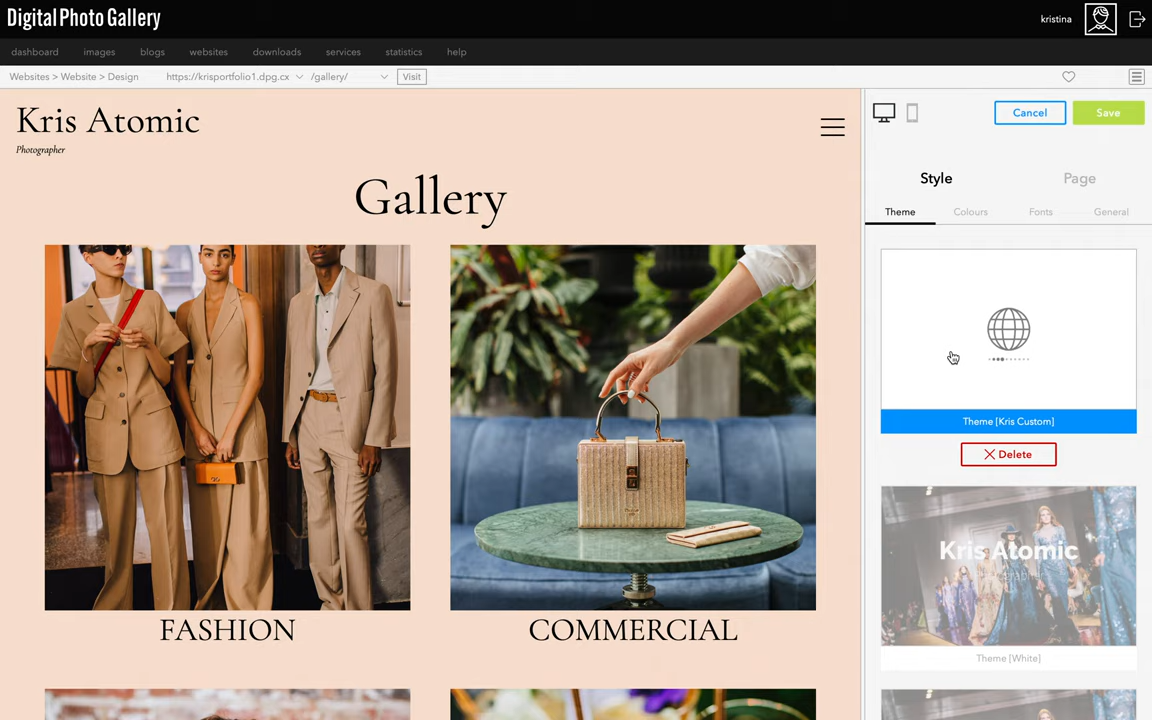 Digital Photo Gallery
kristina
dashboard images blogs websites downloads services statistics help
Websites > Website > Design https://krisportfolio1.dpg.cx /gallery/ Visit
Kris Atomic
Photographer
Gallery
FASHION
COMMERCIAL
Cancel Save
Style Page
Theme Colours Fonts General
Theme [Kris Custom]
Delete
Kris Atomic
Photographer
Theme [White]